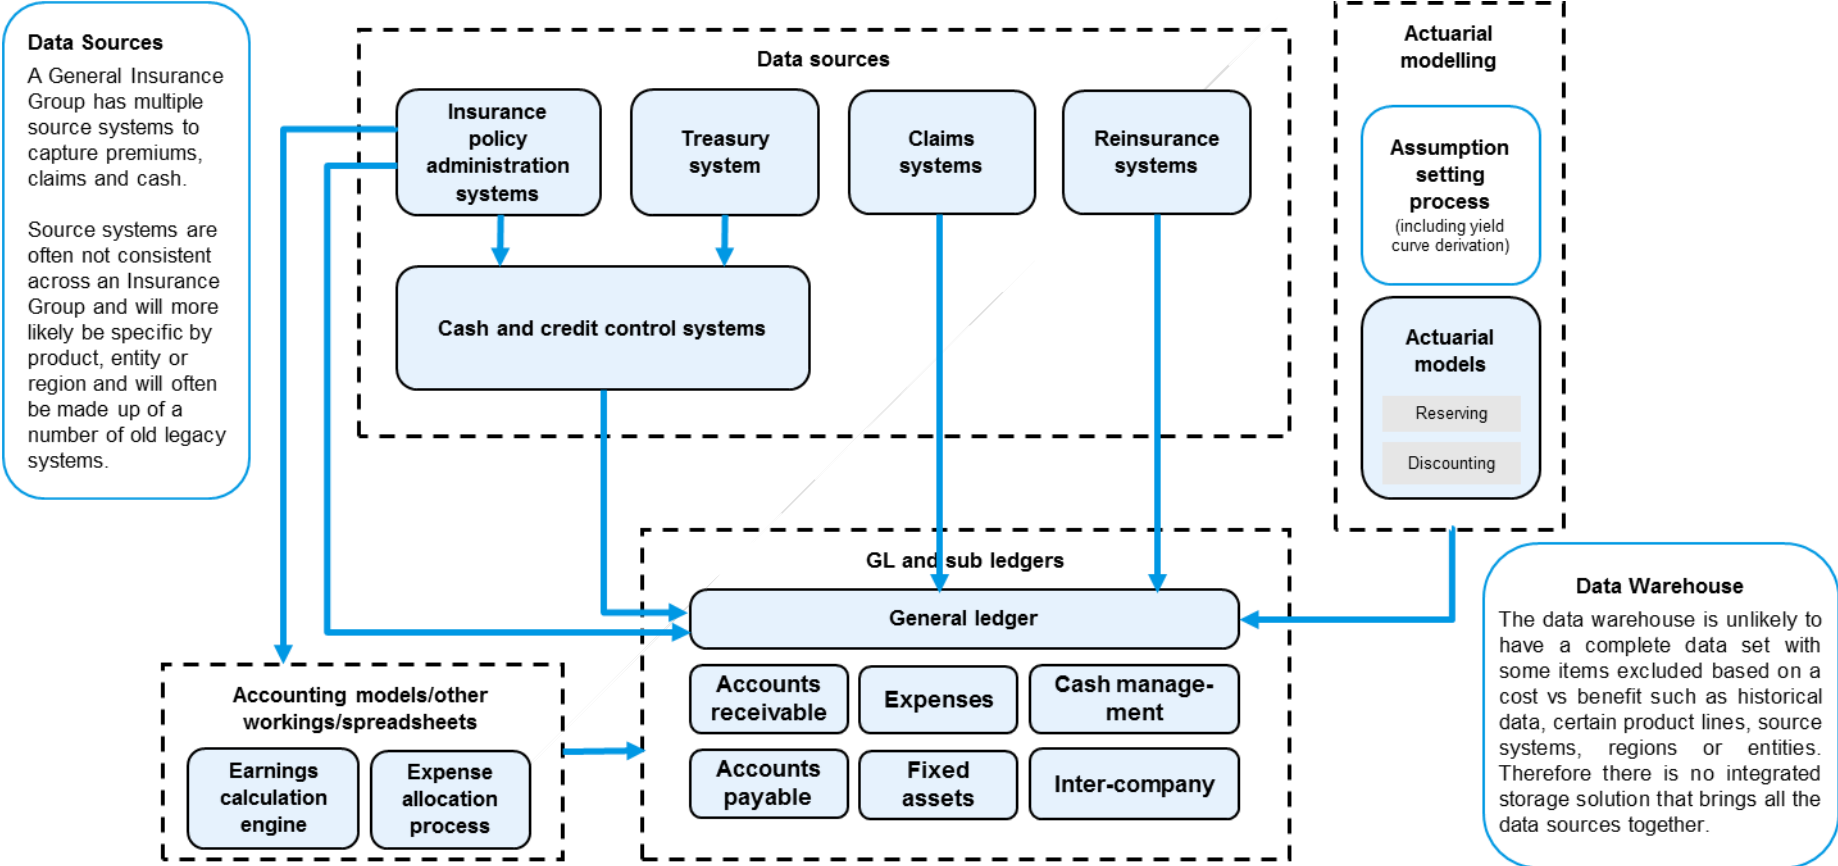 Data Sources
A General Insurance
Group has multiple
source systems to
capture premiums,
claims and cash.
Source systems are
often not consistent
across an Insurance
Group and will more
likely be specific by
product, entity or
region and will often
be made up of a
number of old legacy
systems.
Data sources
Insurance
policy
administration
systems
Treasury
system
Claims
systems
Reinsurance
systems
Cash and credit control systems
Actuarial
modelling
Assumption
setting
process
(including yield
curve derivation)
Actuarial
models
Reserving
Discounting
GL and sub ledgers
General ledger
Accounts
receivable
Expenses
Cash manage-
ment
Accounts
payable
Fixed
assets
Inter-company
Accounting models/other
workings/spreadsheets
Earnings
calculation
engine
Expense
allocation
process
Data Warehouse
The data warehouse is unlikely to
have a complete data set with
some items excluded based on a
cost vs benefit such as historical
data, certain product lines, source
systems, regions or entities.
Therefore there is no integrated
storage solution that brings all the
data sources together.